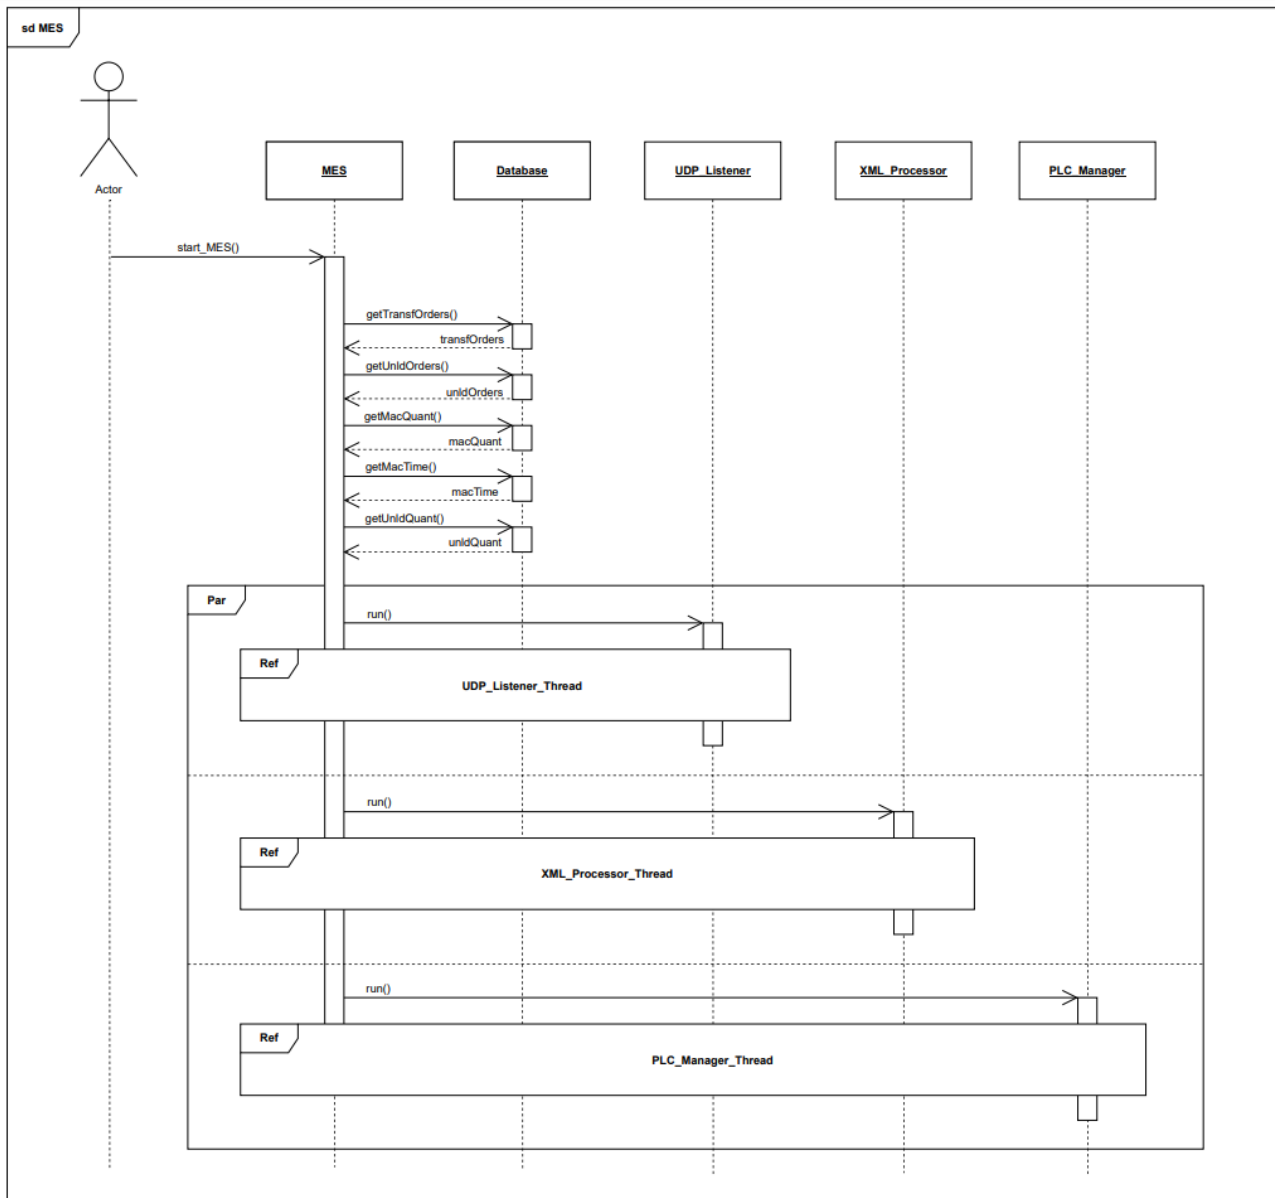 sd MES
Actor
MES
Database
UDP_Listener
XML_Processor
PLC_Manager
start_MES()
getTransfOrders()
transfOrders
getUnldOrders()
unldOrders
getMacQuant()
macQuant
getMacTime()
macTime
getUnldQuant()
unldQuant
Par
run()
Ref
UDP_Listener_Thread
run()
Ref
XML_Processor_Thread
run()
Ref
PLC_Manager_Thread